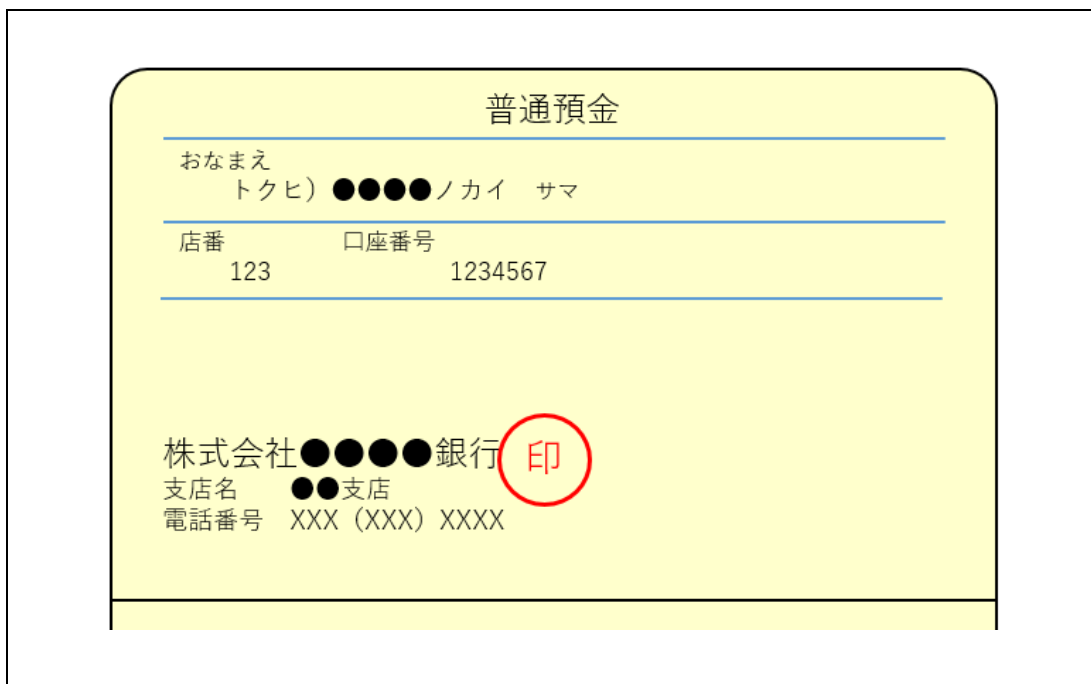 普通預金
おなまえ
トクヒ）●●●●ノカイ　サマ
店番　口座番号
123　1234567
株式会社●●●●銀行 印
支店名　●●支店
電話番号　XXX（XXX）XXXX